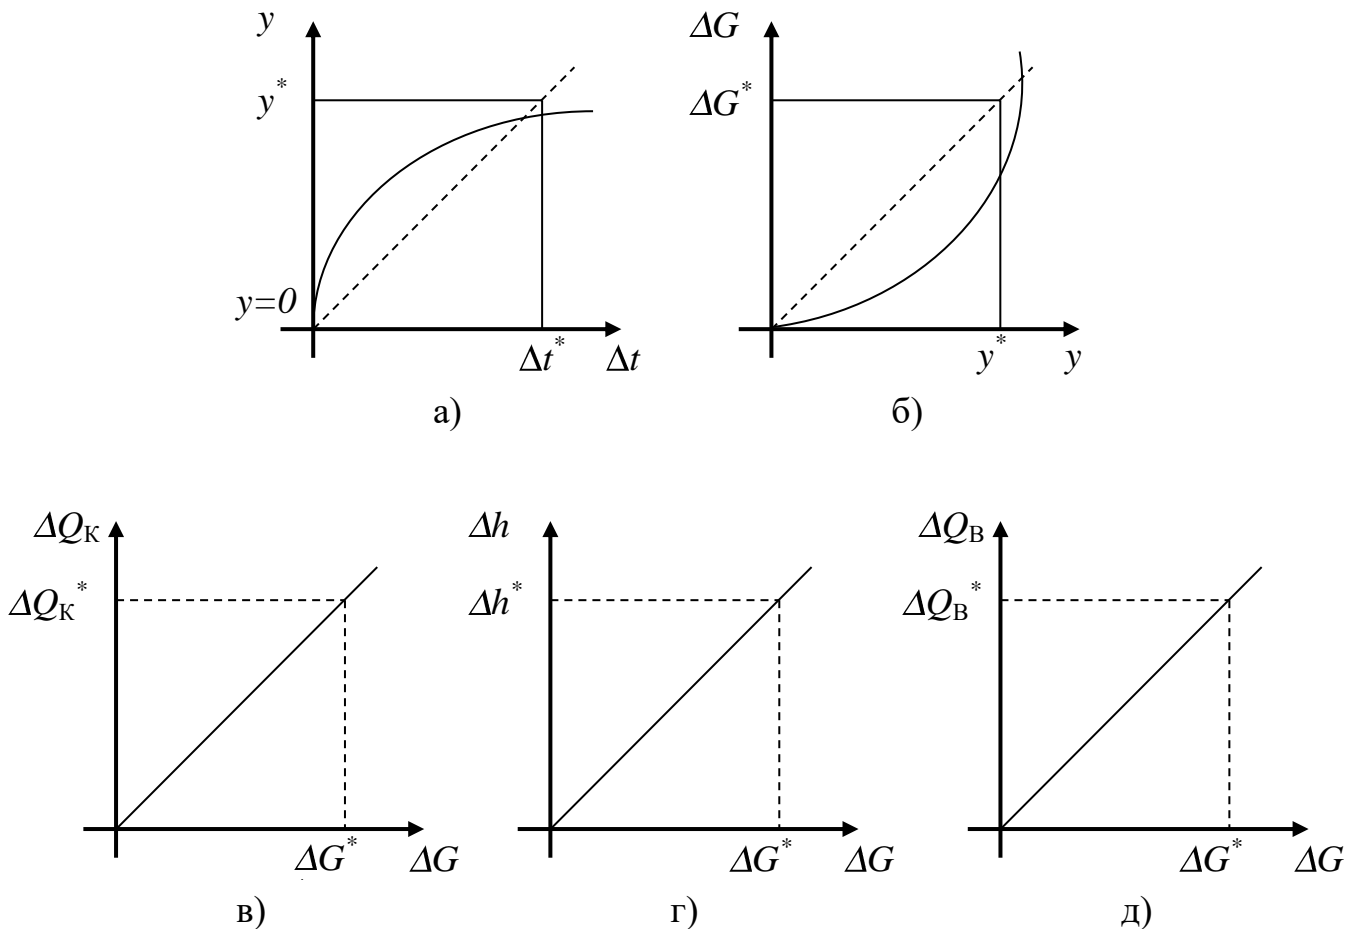 y
y*
y=0
Δt*
Δt
а)
ΔG
ΔG*
y*
y
б)
ΔQК
ΔQК*
ΔG*
ΔG
в)
Δh
Δh*
ΔG*
ΔG
г)
ΔQВ
ΔQВ*
ΔG*
ΔG
д)